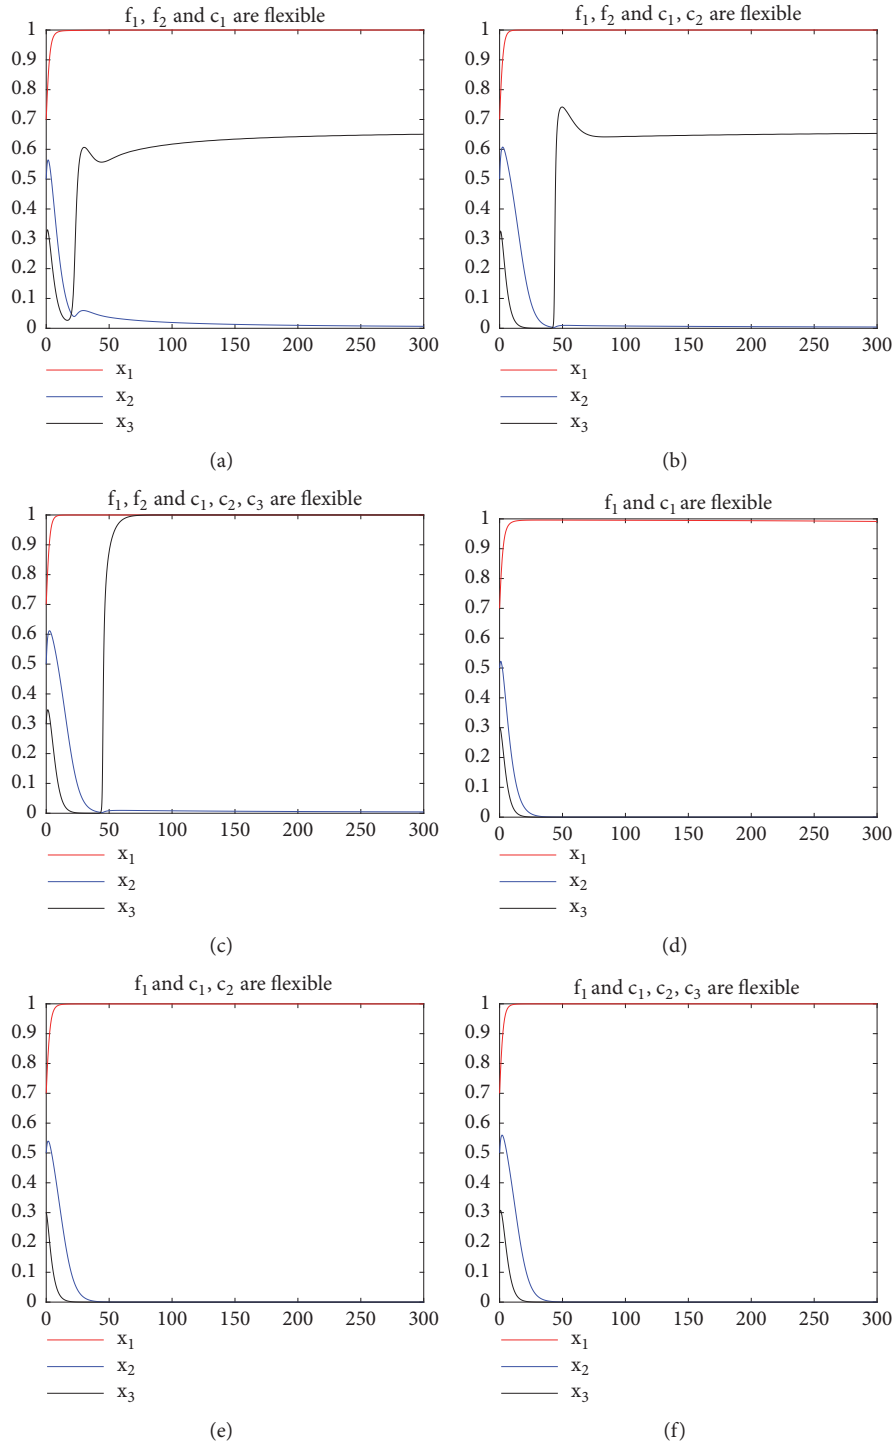 f₁, f₂ and c₁ are flexible
1
0.9
0.8
0.7
0.6
0.5
0.4
0.3
0.2
0.1
0
0 50 100 150 200 250 300
x₁
x₂
x₃
(a)
f₁, f₂ and c₁, c₂ are flexible
1
0.9
0.8
0.7
0.6
0.5
0.4
0.3
0.2
0.1
0
0 50 100 150 200 250 300
x₁
x₂
x₃
(b)
f₁, f₂ and c₁, c₂, c₃ are flexible
1
0.9
0.8
0.7
0.6
0.5
0.4
0.3
0.2
0.1
0
0 50 100 150 200 250 300
x₁
x₂
x₃
(c)
f₁ and c₁ are flexible
1
0.9
0.8
0.7
0.6
0.5
0.4
0.3
0.2
0.1
0
0 50 100 150 200 250 300
x₁
x₂
x₃
(d)
f₁ and c₁, c₂ are flexible
1
0.9
0.8
0.7
0.6
0.5
0.4
0.3
0.2
0.1
0
0 50 100 150 200 250 300
x₁
x₂
x₃
(e)
f₁ and c₁, c₂, c₃ are flexible
1
0.9
0.8
0.7
0.6
0.5
0.4
0.3
0.2
0.1
0
0 50 100 150 200 250 300
x₁
x₂
x₃
(f)